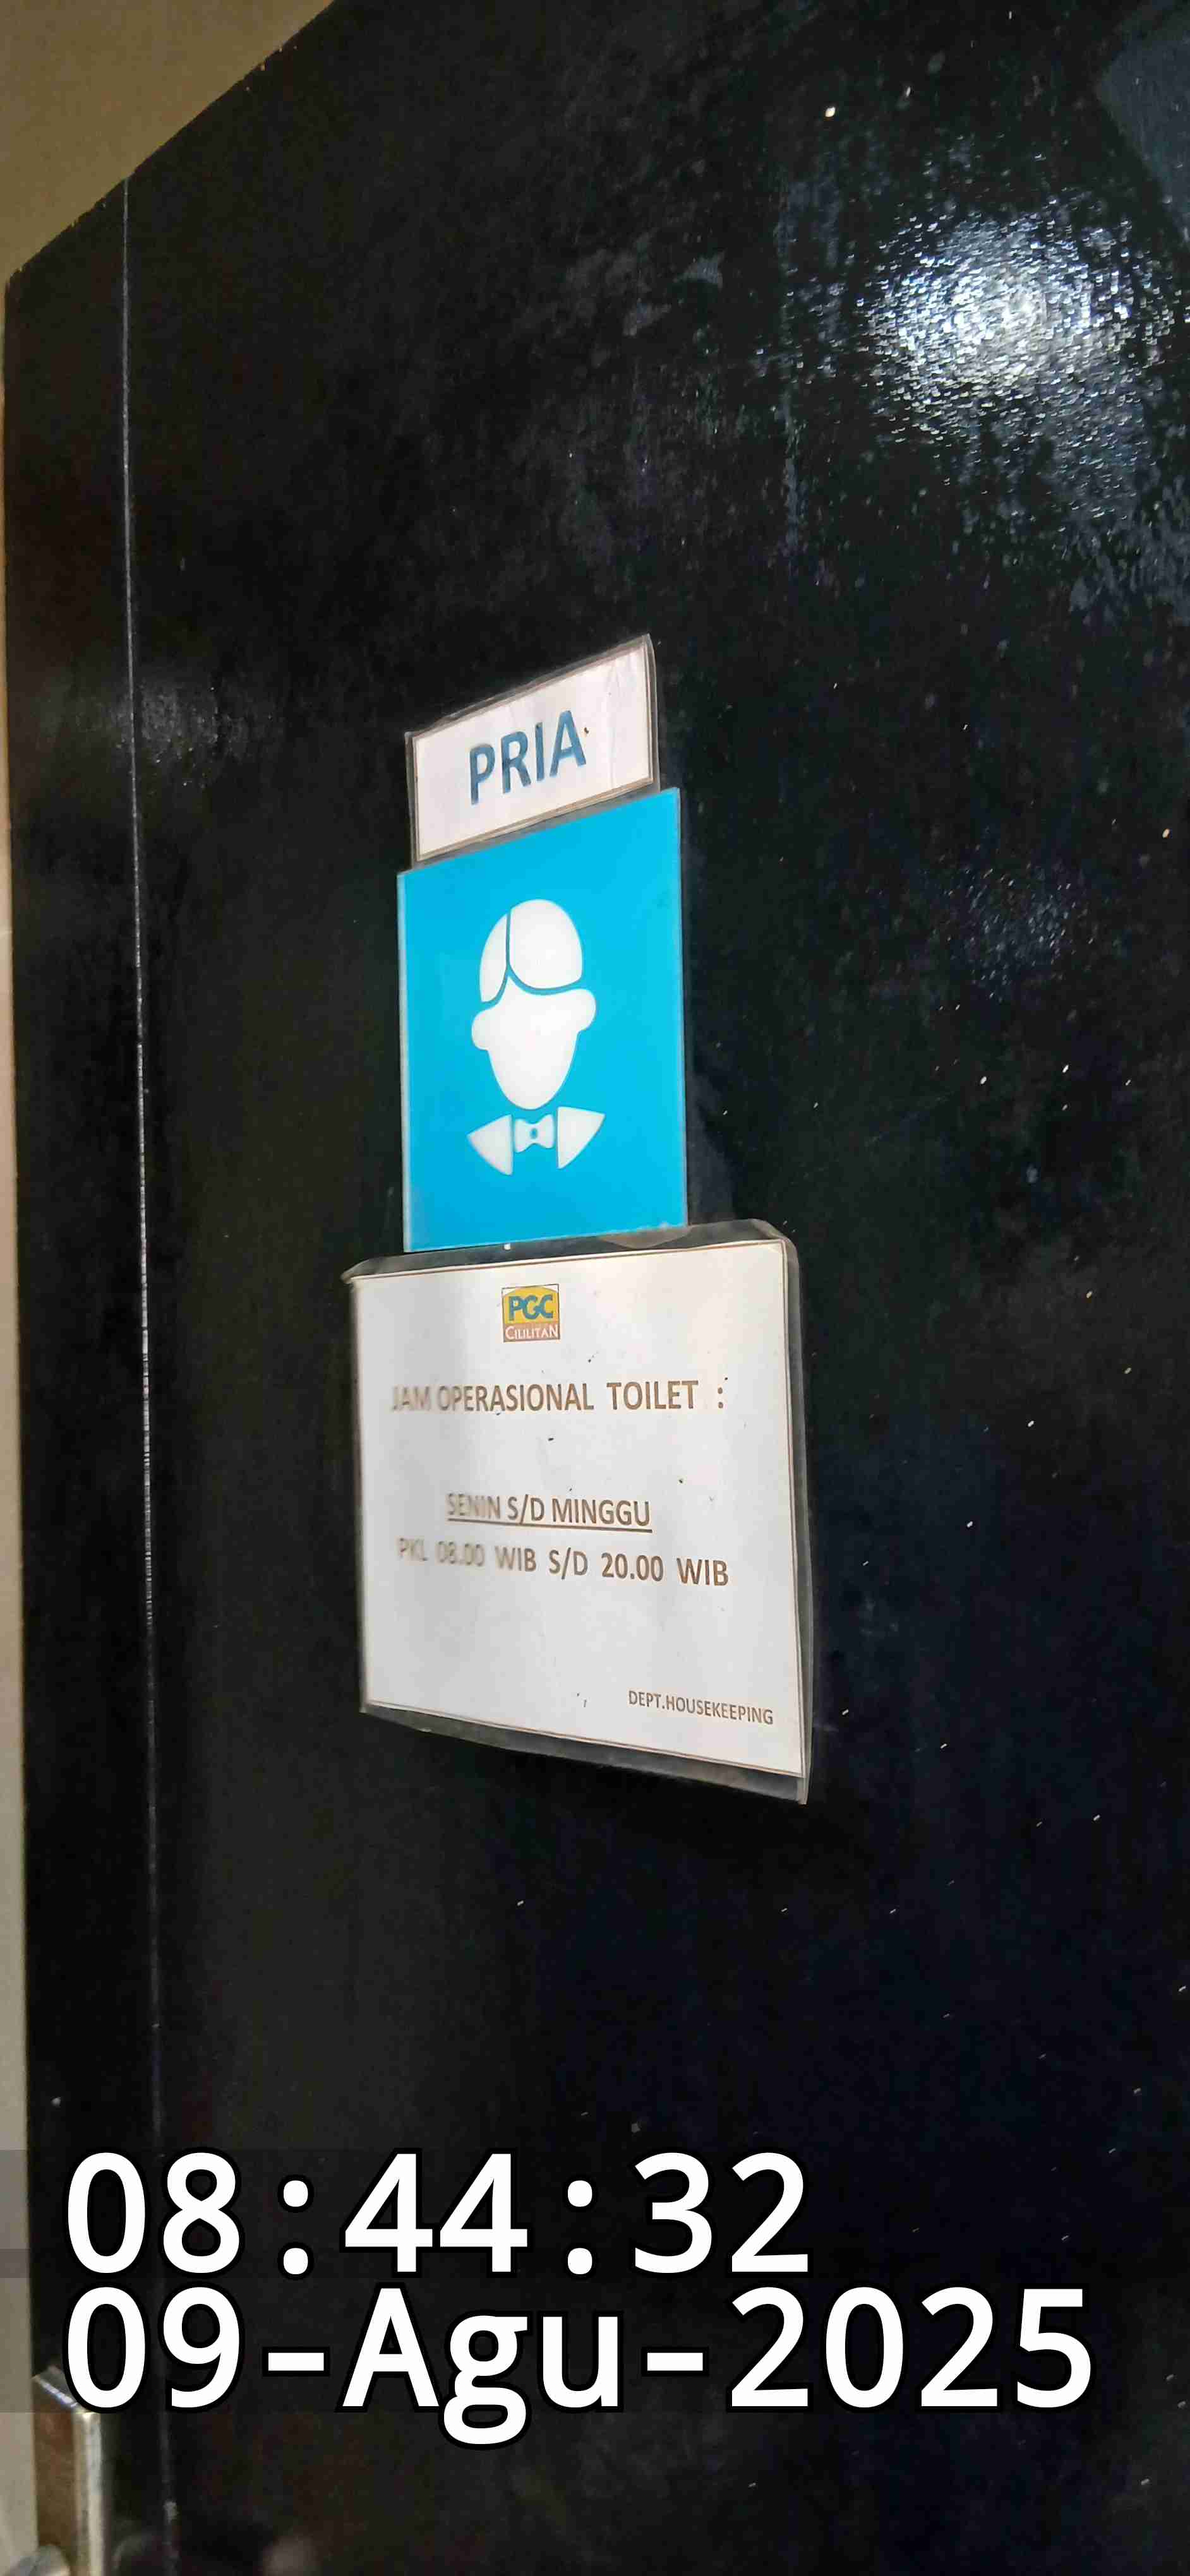 PRIA
PGC
CILILITAN
JAM OPERASIONAL TOILET :
SENIN S/D MINGGU
PKL 08.00 WIB S/D 20.00 WIB
DEPT.HOUSEKEEPING
08:44:32
09-Agu-2025